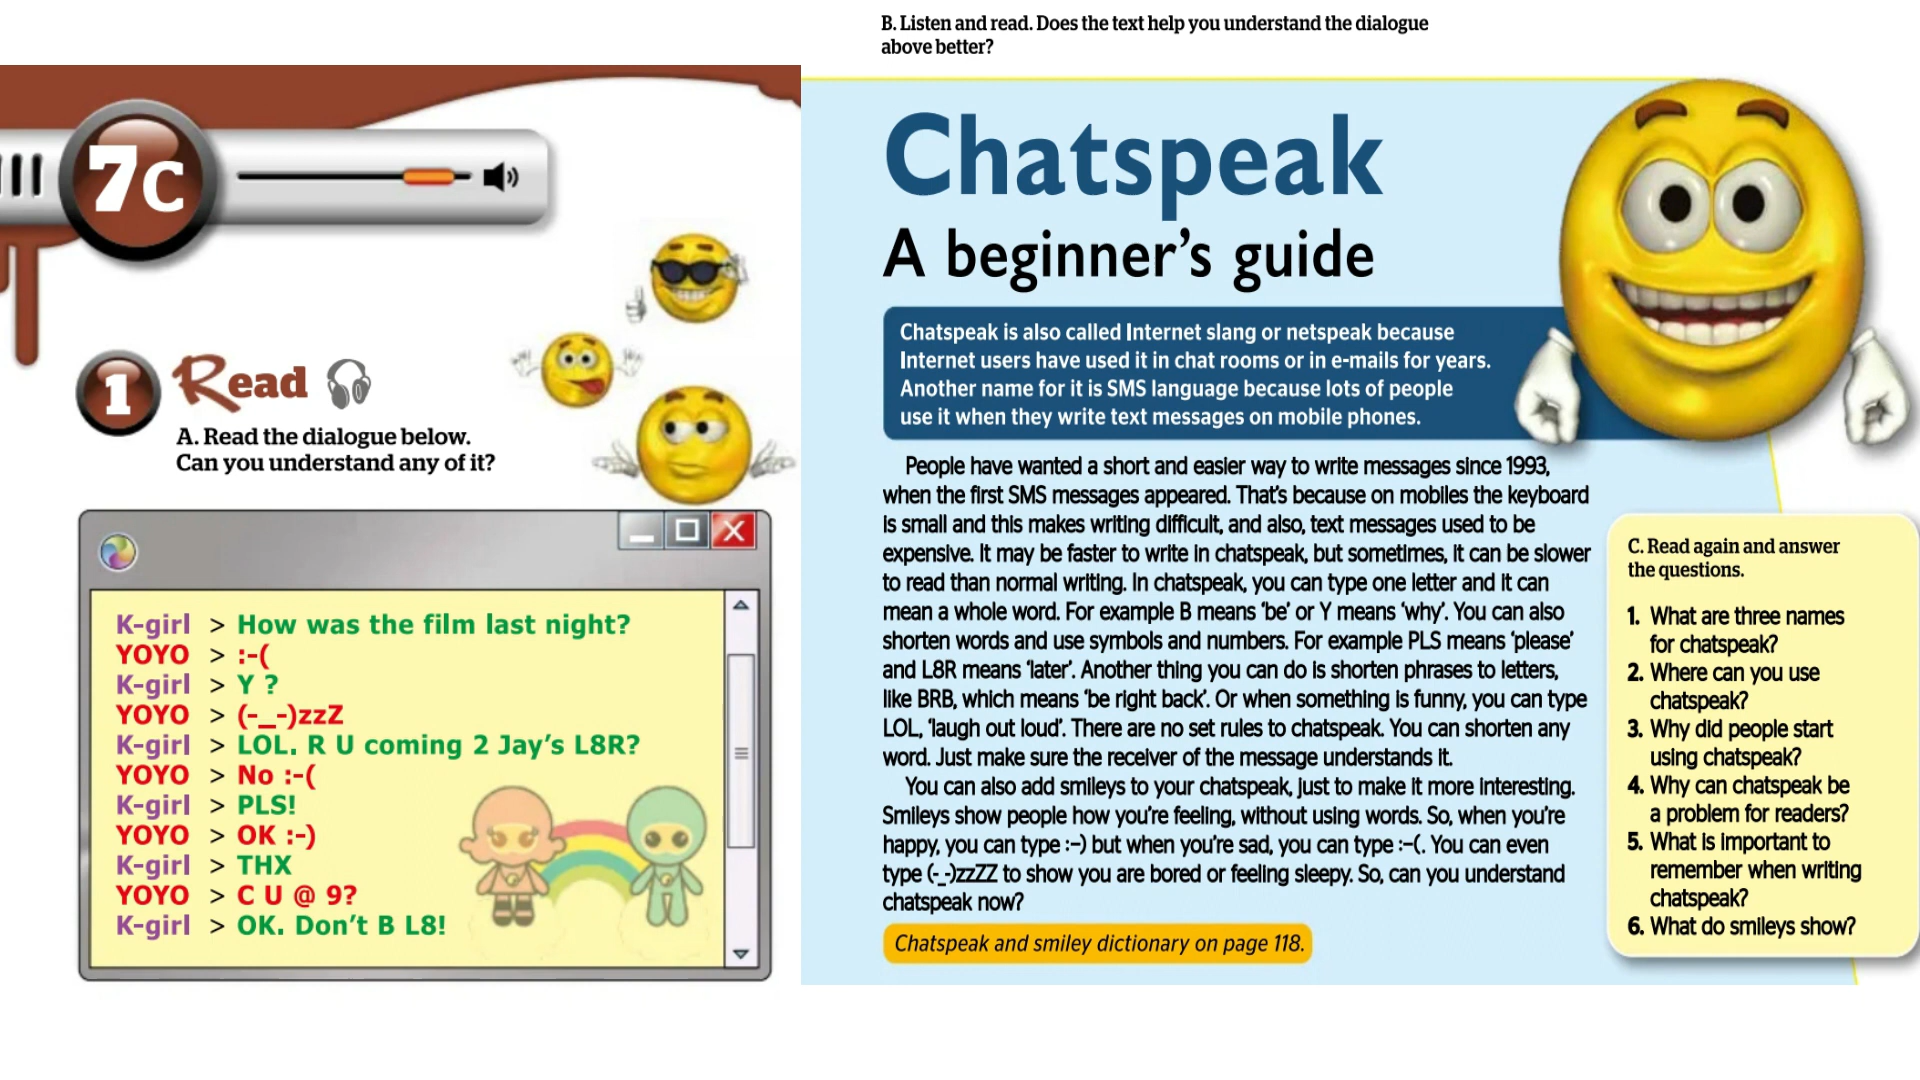 7c
1 Read
A. Read the dialogue below.
Can you understand any of it?
K-girl > How was the film last night?
YOYO > :-(
K-girl > Y ?
YOYO > (-_-)zzZ
K-girl > LOL. R U coming 2 Jay's L8R?
YOYO > No :-(
K-girl > PLS!
YOYO > OK :-)
K-girl > THX
YOYO > C U @ 9?
K-girl > OK. Don't B L8!
B. Listen and read. Does the text help you understand the dialogue
above better?
Chatspeak
A beginner's guide
Chatspeak is also called Internet slang or netspeak because
Internet users have used it in chat rooms or in e-mails for years.
Another name for it is SMS language because lots of people
use it when they write text messages on mobile phones.
People have wanted a short and easier way to write messages since 1993,
when the first SMS messages appeared. That's because on mobiles the keyboard
is small and this makes writing difficult, and also, text messages used to be
expensive. It may be faster to write in chatspeak, but sometimes, it can be slower
to read than normal writing. In chatspeak, you can type one letter and it can
mean a whole word. For example B means 'be' or Y means 'why'. You can also
shorten words and use symbols and numbers. For example PLS means 'please'
and L8R means 'later'. Another thing you can do is shorten phrases to letters,
like BRB, which means 'be right back'. Or when something is funny, you can type
LOL, 'laugh out loud'. There are no set rules to chatspeak. You can shorten any
word. Just make sure the receiver of the message understands it.
You can also add smileys to your chatspeak, just to make it more interesting.
Smileys show people how you're feeling, without using words. So, when you're
happy, you can type :-) but when you're sad, you can type :-(. You can even
type (-_-)zzZZ to show you are bored or feeling sleepy. So, can you understand
chatspeak now?
Chatspeak and smiley dictionary on page 118.
C. Read again and answer
the questions.
1. What are three names
for chatspeak?
2. Where can you use
chatspeak?
3. Why did people start
using chatspeak?
4. Why can chatspeak be
a problem for readers?
5. What is important to
remember when writing
chatspeak?
6. What do smileys show?